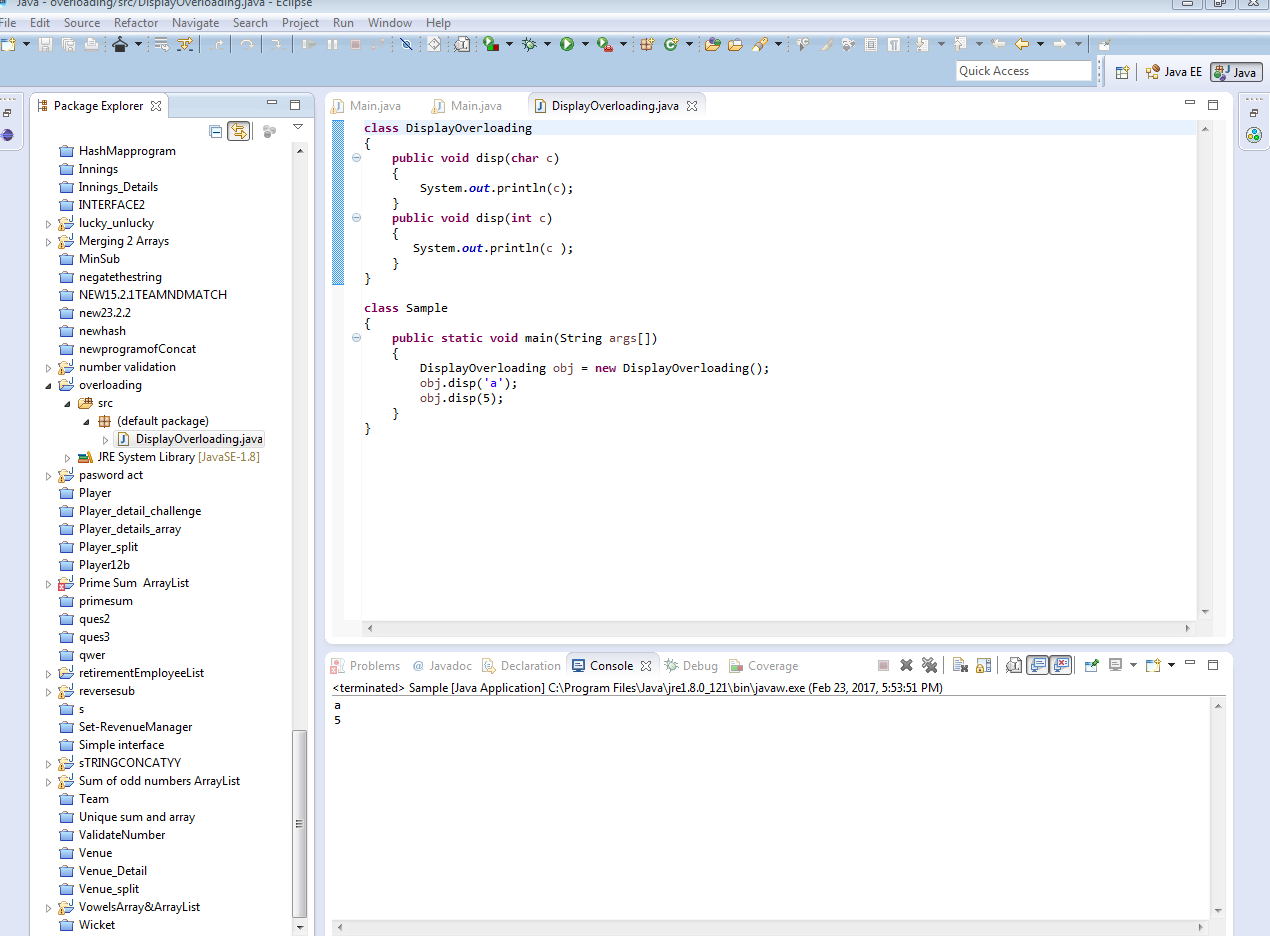 Java - overloading/src/DisplayOverloading.java - Eclipse
File Edit Source Refactor Navigate Search Project Run Window Help
Quick Access
Java EE
Java
Package Explorer
HashMapprogram
Innings
Innings_Details
INTERFACE2
lucky_unlucky
Merging 2 Arrays
MinSub
negatethestring
NEW15.2.1TEAMNDMATCH
new23.2.2
newhash
newprogramofConcat
number validation
overloading
src
(default package)
DisplayOverloading.java
JRE System Library [JavaSE-1.8]
pasword act
Player
Player_detail_challenge
Player_details_array
Player_split
Player12b
Prime Sum ArrayList
primesum
ques2
ques3
qwer
retirementEmployeeList
reversesub
s
Set-RevenueManager
Simple interface
sTRINGCONCATYY
Sum of odd numbers ArrayList
Team
Unique sum and array
ValidateNumber
Venue
Venue_Detail
Venue_split
VowelsArray&ArrayList
Wicket
Main.java Main.java DisplayOverloading.java
class DisplayOverloading
{
public void disp(char c)
{
System.out.println(c);
}
public void disp(int c)
{
System.out.println(c );
}
}
class Sample
{
public static void main(String args[])
{
DisplayOverloading obj = new DisplayOverloading();
obj.disp('a');
obj.disp(5);
}
}
Problems @ Javadoc Declaration Console Debug Coverage
<terminated> Sample [Java Application] C:\Program Files\Java\jre1.8.0_121\bin\javaw.exe (Feb 23, 2017, 5:53:51 PM)
a
5